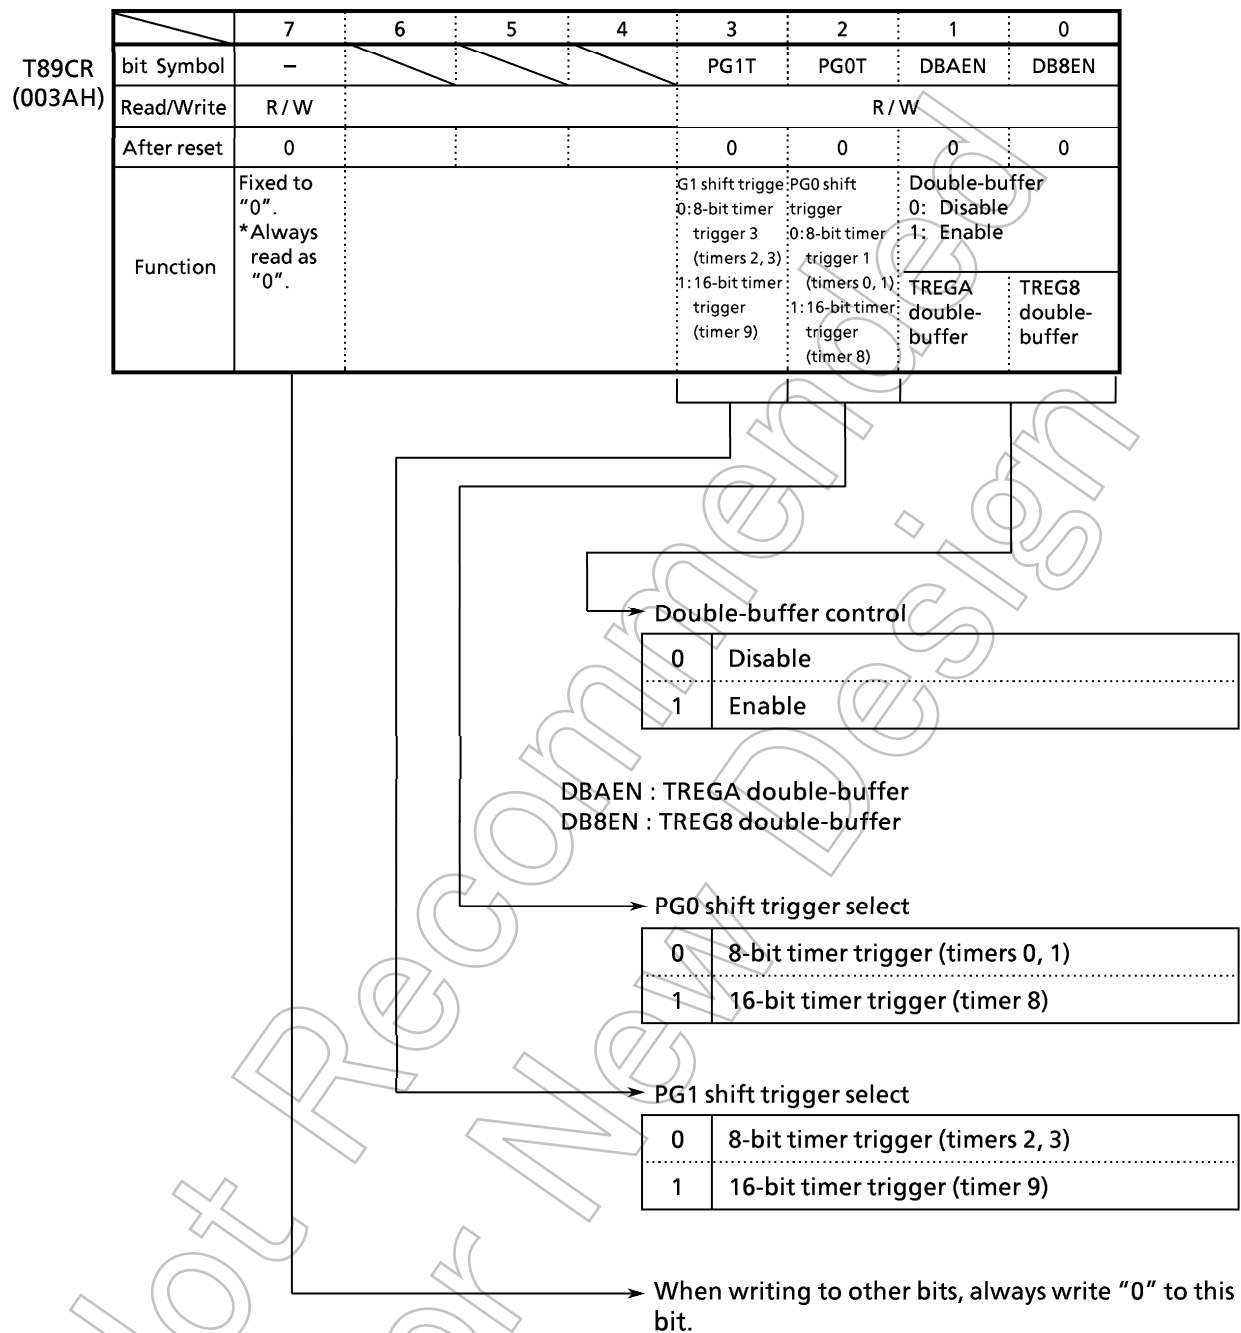 7 6 5 4 3 2 1 0
T89CR
(003AH)
bit Symbol – PG1T PG0T DBAEN DB8EN
Read/Write R / W R / W
After reset 0 0 0 0 0
Function
Fixed to
“0”.
*Always
read as
“0”.
G1 shift trigge
0:8-bit timer
trigger 3
(timers 2, 3)
1:16-bit timer
trigger
(timer 9)
PG0 shift
trigger
0:8-bit timer
trigger 1
(timers 0, 1)
1:16-bit timer
trigger
(timer 8)
Double-buffer
0: Disable
1: Enable
TREGA
double-
buffer
TREG8
double-
buffer
Double-buffer control
0 Disable
1 Enable
DBAEN : TREGA double-buffer
DB8EN : TREG8 double-buffer
PG0 shift trigger select
0 8-bit timer trigger (timers 0, 1)
1 16-bit timer trigger (timer 8)
PG1 shift trigger select
0 8-bit timer trigger (timers 2, 3)
1 16-bit timer trigger (timer 9)
When writing to other bits, always write “0” to this
bit.
ot Recommended
or New Design